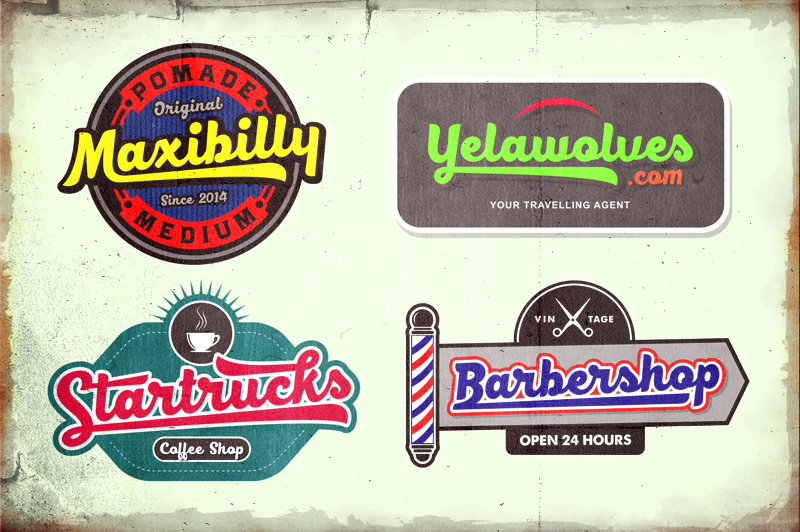 POMADE
Original
Maxibilly
Since 2014
MEDIUM
Yelawolves
.com
YOUR TRAVELLING AGENT
Startrucks
Coffee Shop
VIN TAGE
Barbershop
OPEN 24 HOURS